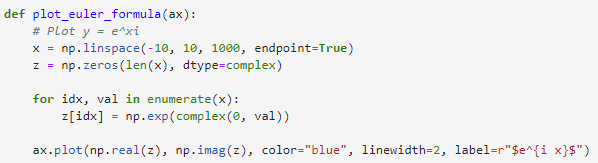 def plot_euler_formula(ax):
    # Plot y = e^xi
    x = np.linspace(-10, 10, 1000, endpoint=True)
    z = np.zeros(len(x), dtype=complex)

    for idx, val in enumerate(x):
        z[idx] = np.exp(complex(0, val))

    ax.plot(np.real(z), np.imag(z), color="blue", linewidth=2, label=r"$e^{i x}$")